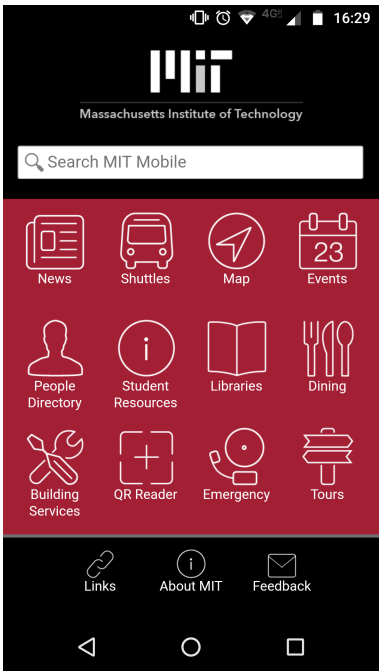 4G 16:29
MIT
Massachusetts Institute of Technology
Search MIT Mobile
23
News Shuttles Map Events
i
People Student Libraries Dining
Directory Resources
Building QR Reader Emergency Tours
Services
i
Links About MIT Feedback